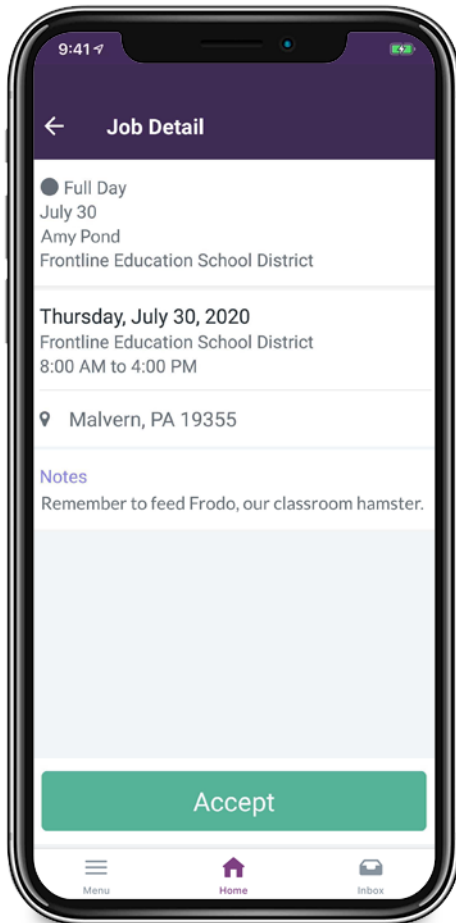 9:41
Job Detail
Full Day
July 30
Amy Pond
Frontline Education School District
Thursday, July 30, 2020
Frontline Education School District
8:00 AM to 4:00 PM
Malvern, PA 19355
Notes
Remember to feed Frodo, our classroom hamster.
Accept
Menu
Home
Inbox